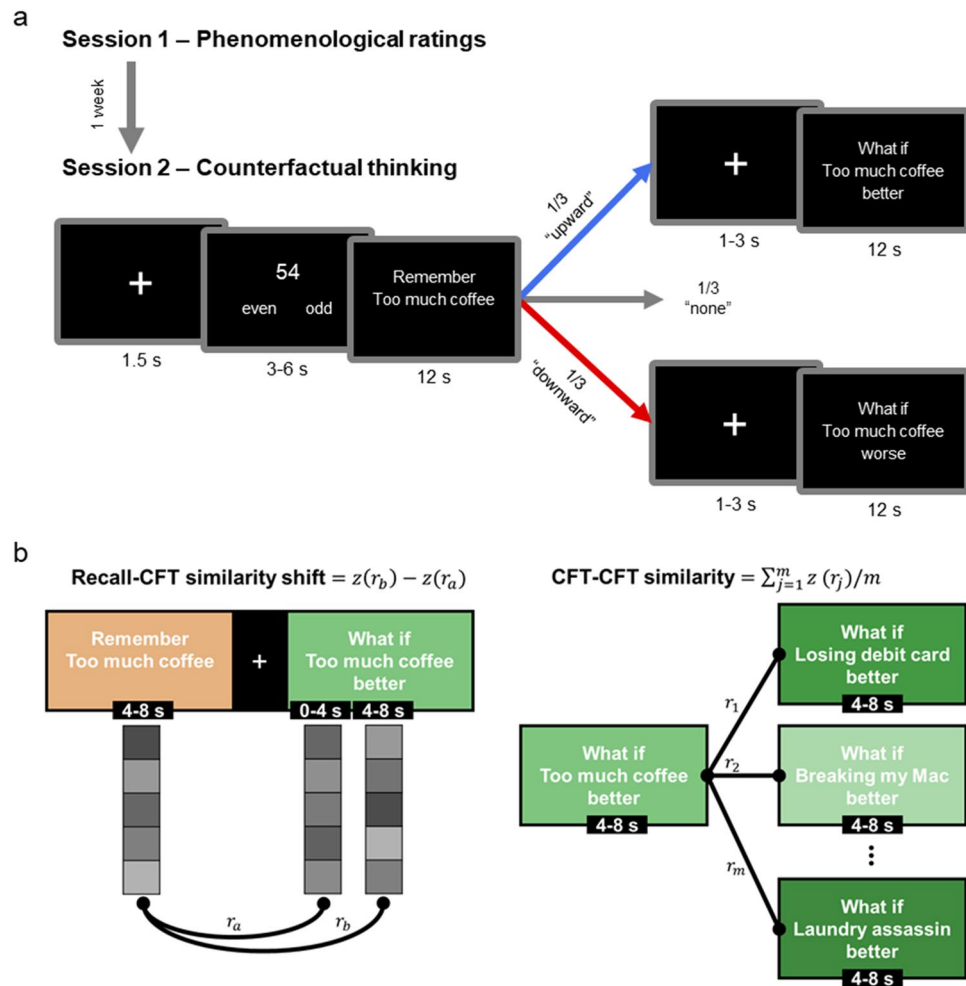 a
Session 1 – Phenomenological ratings
1 week
Session 2 – Counterfactual thinking
+
1.5 s
54
even odd
3-6 s
Remember
Too much coffee
12 s
1/3
“upward”
+
1-3 s
What if
Too much coffee
better
12 s
1/3
“none”
1/3
“downward”
+
1-3 s
What if
Too much coffee
worse
12 s
b
Recall-CFT similarity shift = z(r_b) − z(r_a)
Remember
Too much coffee
4-8 s
+
What if
Too much coffee
better
0-4 s 4-8 s
r_a
r_b
CFT-CFT similarity = ∑_{j=1}^{m} z (r_j)/m
What if
Too much coffee
better
4-8 s
r_1
r_2
r_m
What if
Losing debit card
better
4-8 s
What if
Breaking my Mac
better
4-8 s
⋮
What if
Laundry assassin
better
4-8 s